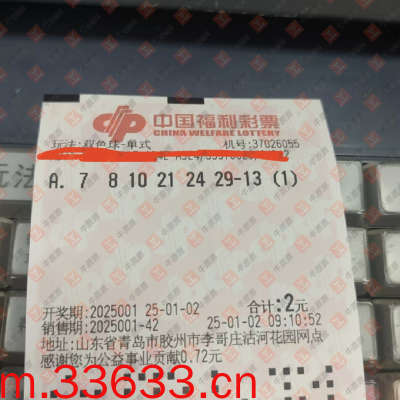 中国福利彩票
CHINA WELFARE LOTTERY
玩法:双色球-单式 机号:37026055
A. 7 8 10 21 24 29-13 (1)
开奖期:2025001 25-01-02 合计:2元
销售期:2025001-42 25-01-02 09:10:52
地址:山东省青岛市胶州市李哥庄沽河花园网点
感谢您为公益事业贡献0.72元
m.33633.cn